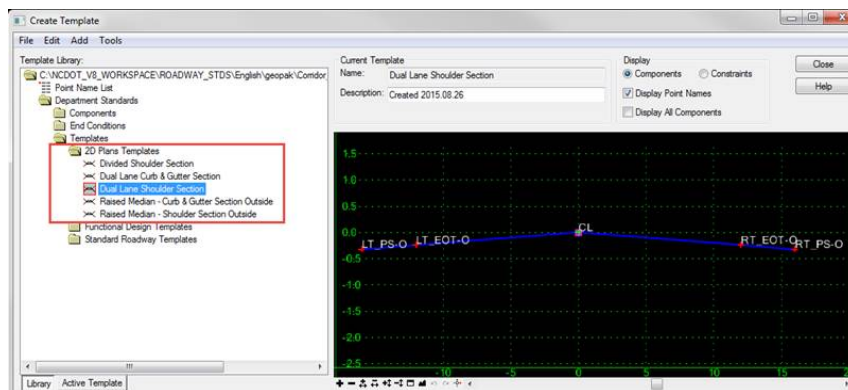 Create Template
File Edit Add Tools
Template Library:
C:\NCDOT_V8_WORKSPACE\ROADWAY_STDS\English\geopak\Corridor
Point Name List
Department Standards
Components
End Conditions
Templates
2D Plans Templates
Divided Shoulder Section
Dual Lane Curb & Gutter Section
Dual Lane Shoulder Section
Raised Median - Curb & Gutter Section Outside
Raised Median - Shoulder Section Outside
Functional Design Templates
Standard Roadway Templates
Library Active Template
Current Template
Name: Dual Lane Shoulder Section
Description: Created 2015.08.26
Display
Components Constraints
Display Point Names
Display All Components
Close
Help
1.5
1.0
0.5
0.0
-0.5
-1.0
-1.5
-2.0
-2.5
LT_PS-O LT_EOT-O CL RT_EOT-O RT_PS-O
-10 -5 0 5 10 15